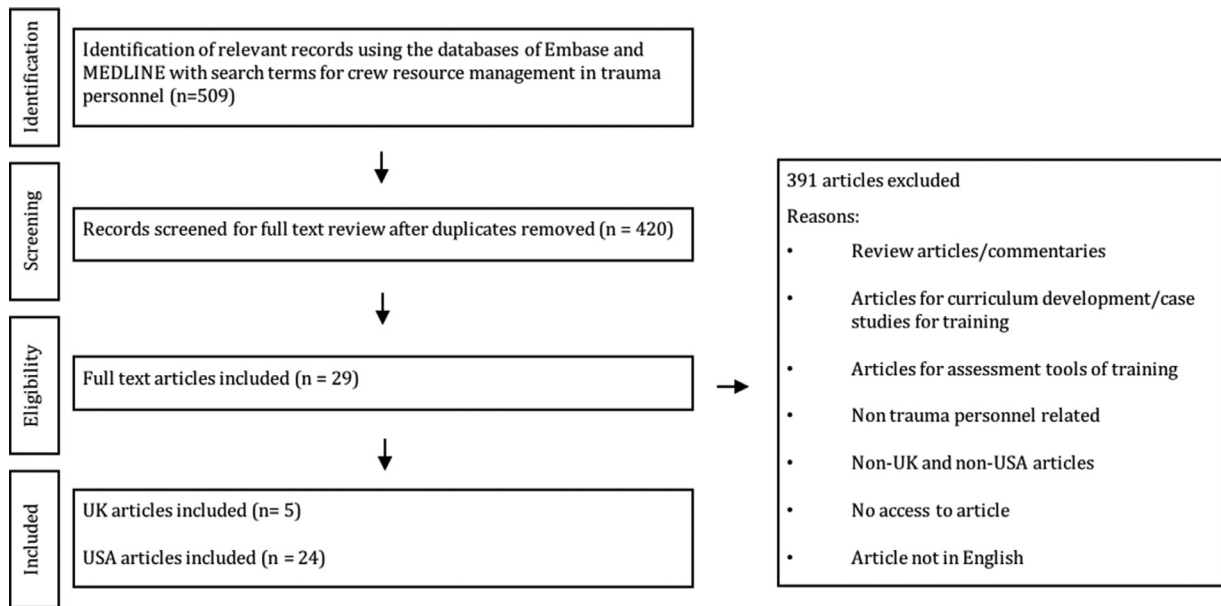 Identification
Identification of relevant records using the databases of Embase and
MEDLINE with search terms for crew resource management in trauma
personnel (n=509)
Screening
Records screened for full text review after duplicates removed (n = 420)
Eligibility
Full text articles included (n = 29)
Included
UK articles included (n= 5)
USA articles included (n = 24)
391 articles excluded
Reasons:
• Review articles/commentaries
• Articles for curriculum development/case
studies for training
• Articles for assessment tools of training
• Non trauma personnel related
• Non-UK and non-USA articles
• No access to article
• Article not in English